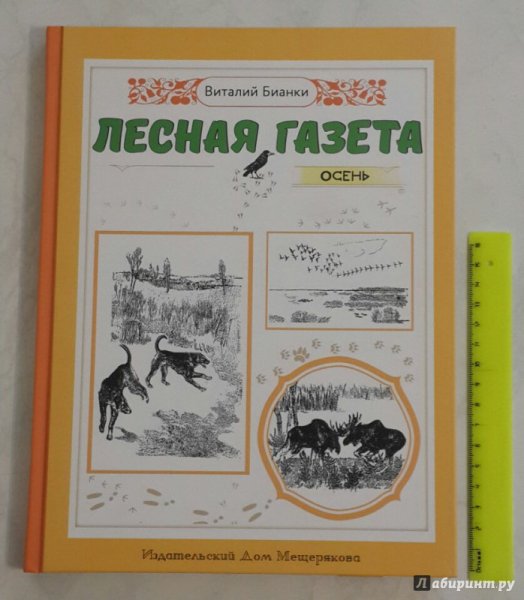 Виталий Бианки
ЛЕСНАЯ ГАЗЕТА
ОСЕНЬ
Издательский Дом Мещерякова
Лабиринт.ру